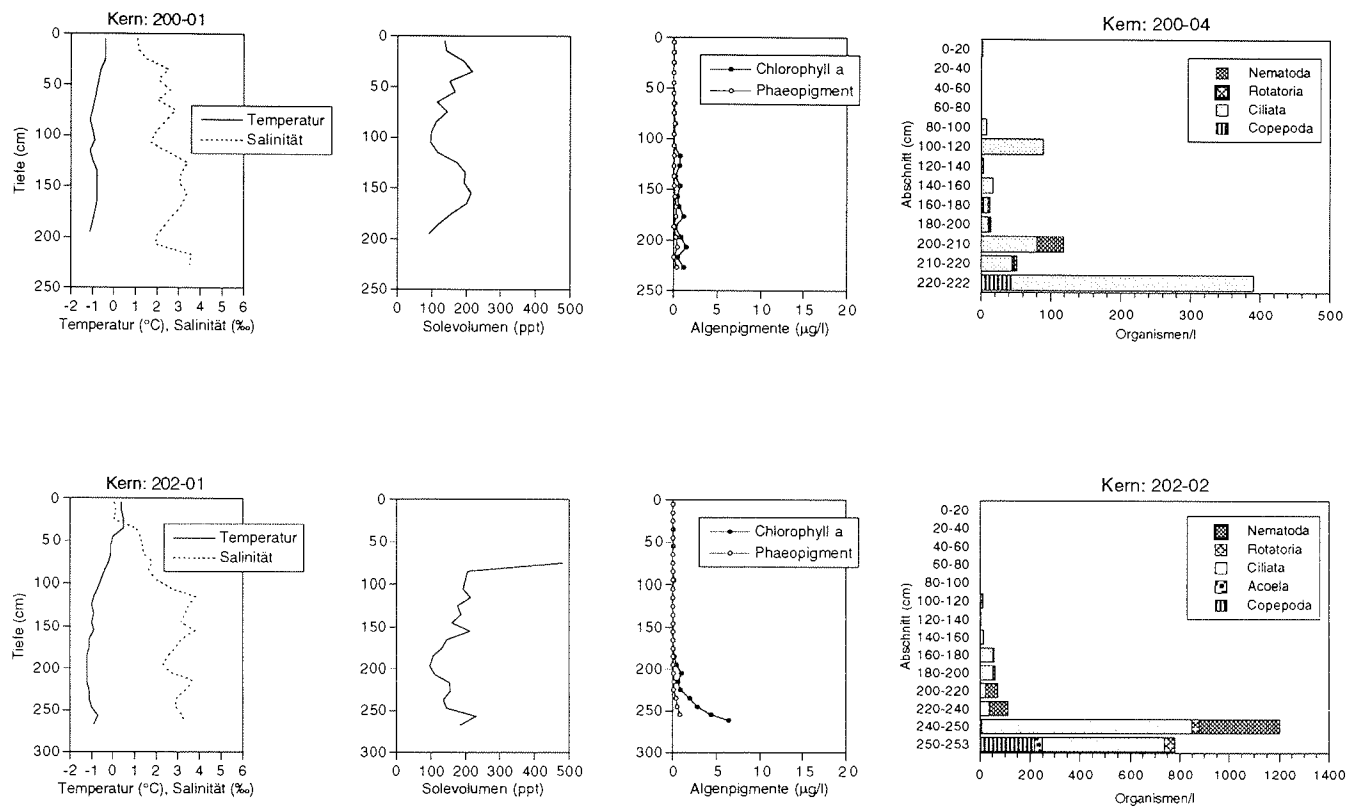 Kern: 200-01
0
50
100
150
200
250
Tiefe (cm)
-2 -1 0 1 2 3 4 5 6
Temperatur (°C), Salinität (‰)
Temperatur
Salinität
0
50
100
150
200
250
0 100 200 300 400 500
Solevolumen (ppt)
0
50
100
150
200
250
0 5 10 15 20
Algenpigmente (µg/l)
Chlorophyll a
Phaeopigment
Kern: 200-04
Abschnitt (cm)
0-20
20-40
40-60
60-80
80-100
100-120
120-140
140-160
160-180
180-200
200-210
210-220
220-222
0 100 200 300 400 500
Organismen/l
Nematoda
Rotatoria
Ciliata
Copepoda
Kern: 202-01
0
50
100
150
200
250
300
Tiefe (cm)
-2 -1 0 1 2 3 4 5 6
Temperatur (°C), Salinität (‰)
Temperatur
Salinität
0
50
100
150
200
250
300
0 100 200 300 400 500
Solevolumen (ppt)
0
50
100
150
200
250
300
0 5 10 15 20
Algenpigmente (µg/l)
Chlorophyll a
Phaeopigment
Kern: 202-02
Abschnitt (cm)
0-20
20-40
40-60
60-80
80-100
100-120
120-140
140-160
160-180
180-200
200-220
220-240
240-250
250-253
0 200 400 600 800 1000 1200 1400
Organismen/l
Nematoda
Rotatoria
Ciliata
Acoela
Copepoda